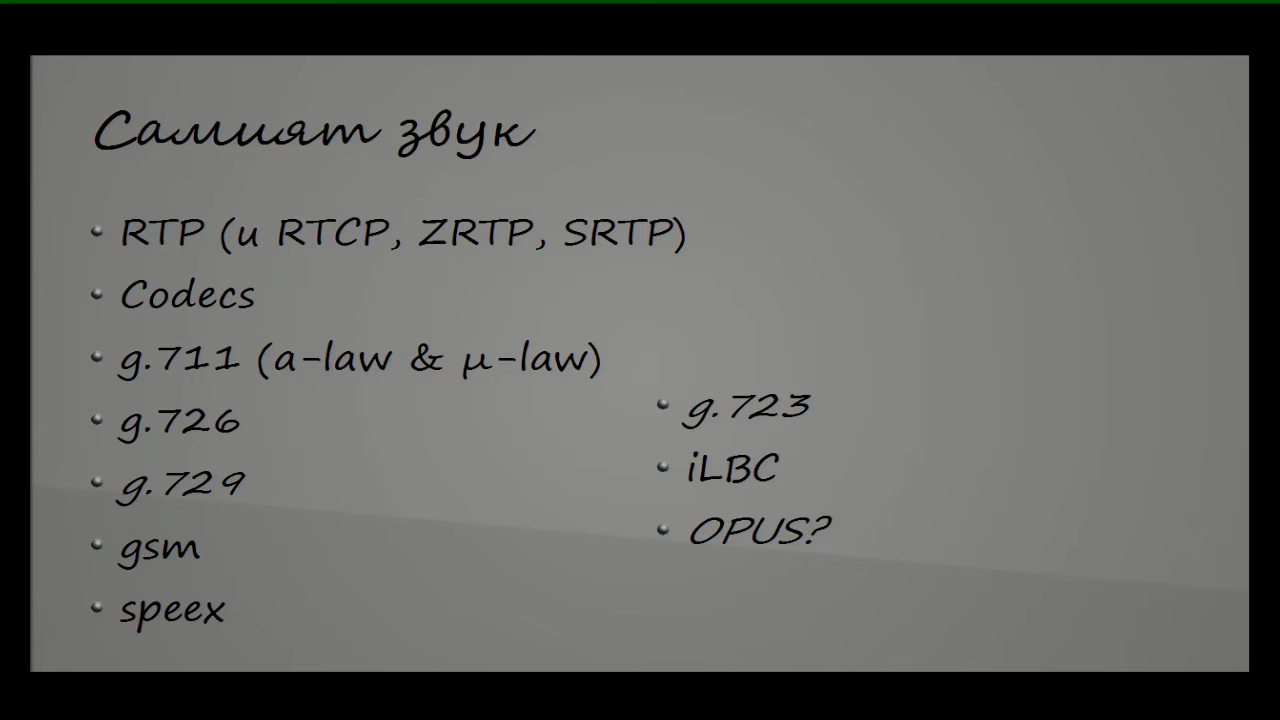 Самият звук
RTP (и RTCP, ZRTP, SRTP)
Codecs
g.711 (a-law & μ-law)
g.726
g.729
gsm
speex
g.723
iLBC
OPUS?